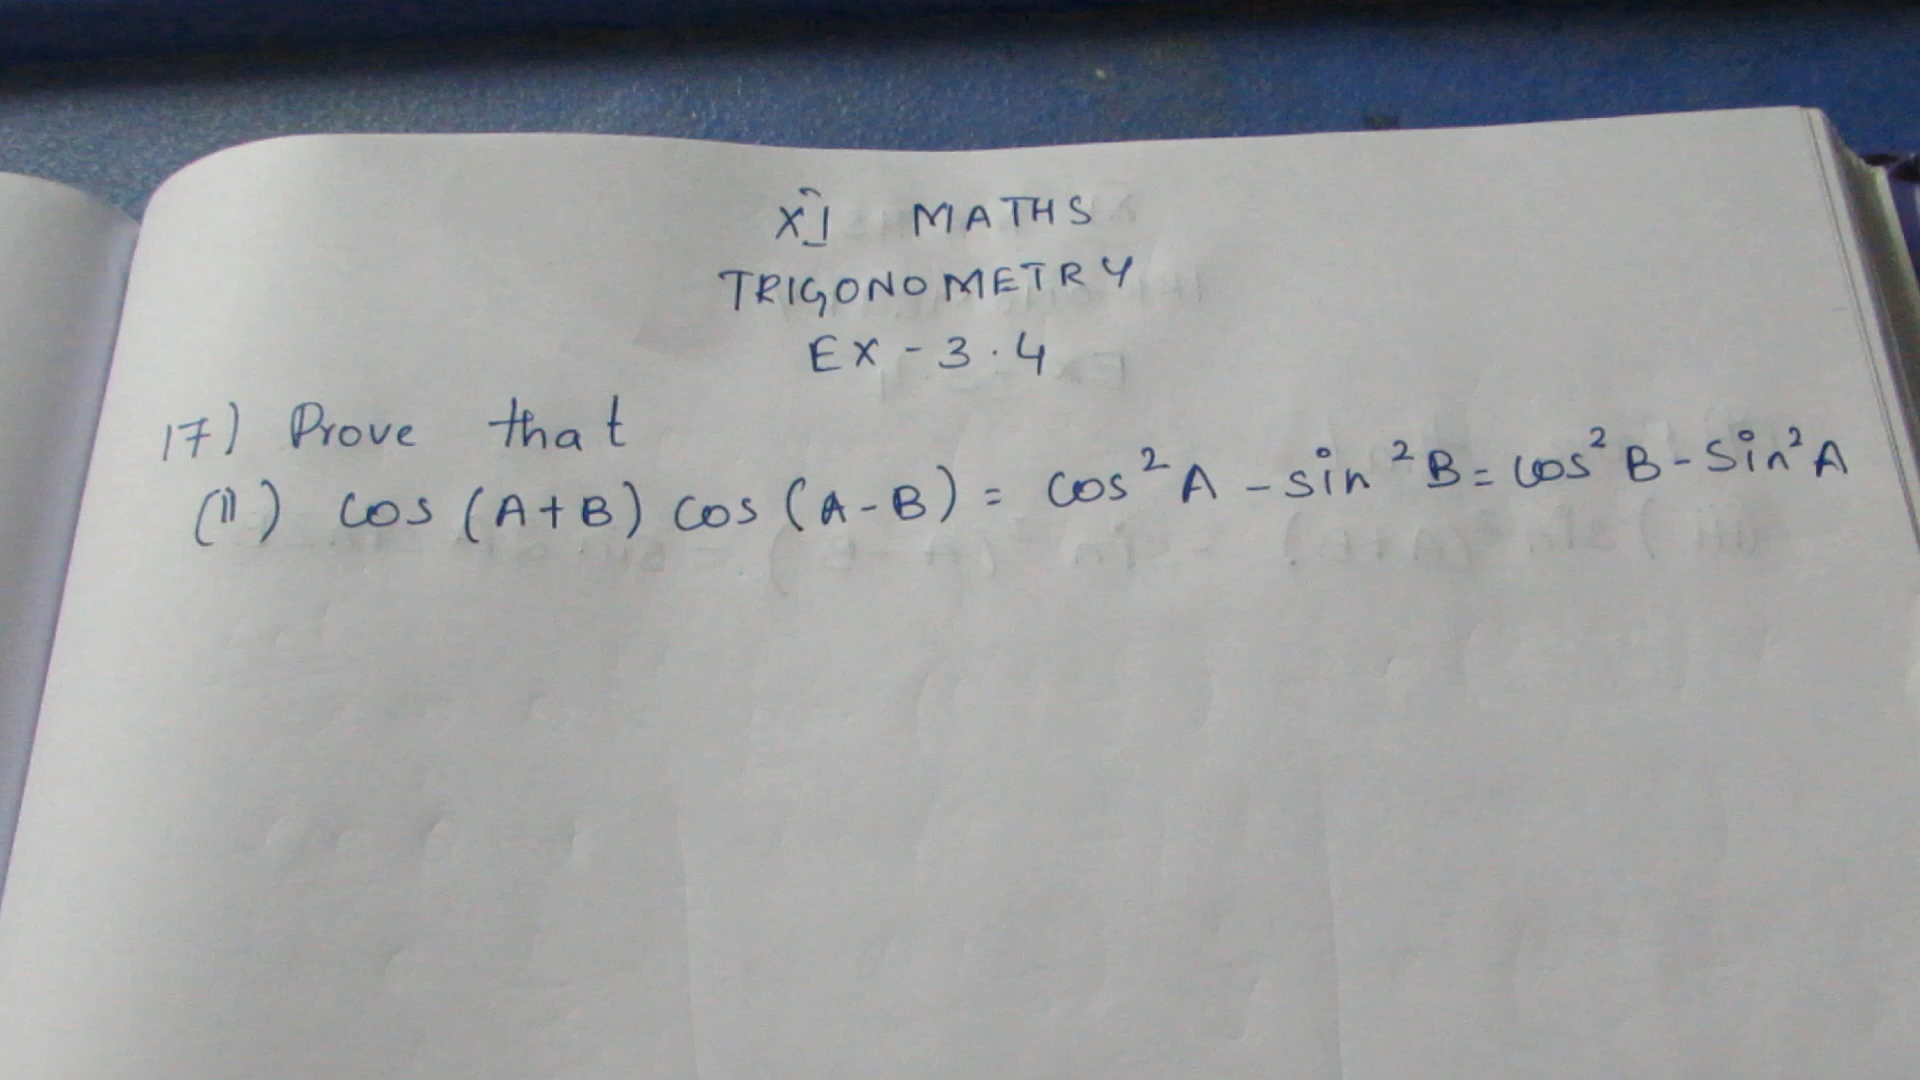 XI MATHS
TRIGONOMETRY
EX - 3.4
17) Prove that
(ii) cos (A+B) cos (A-B) = cos²A - sin²B = cos²B - Sin²A